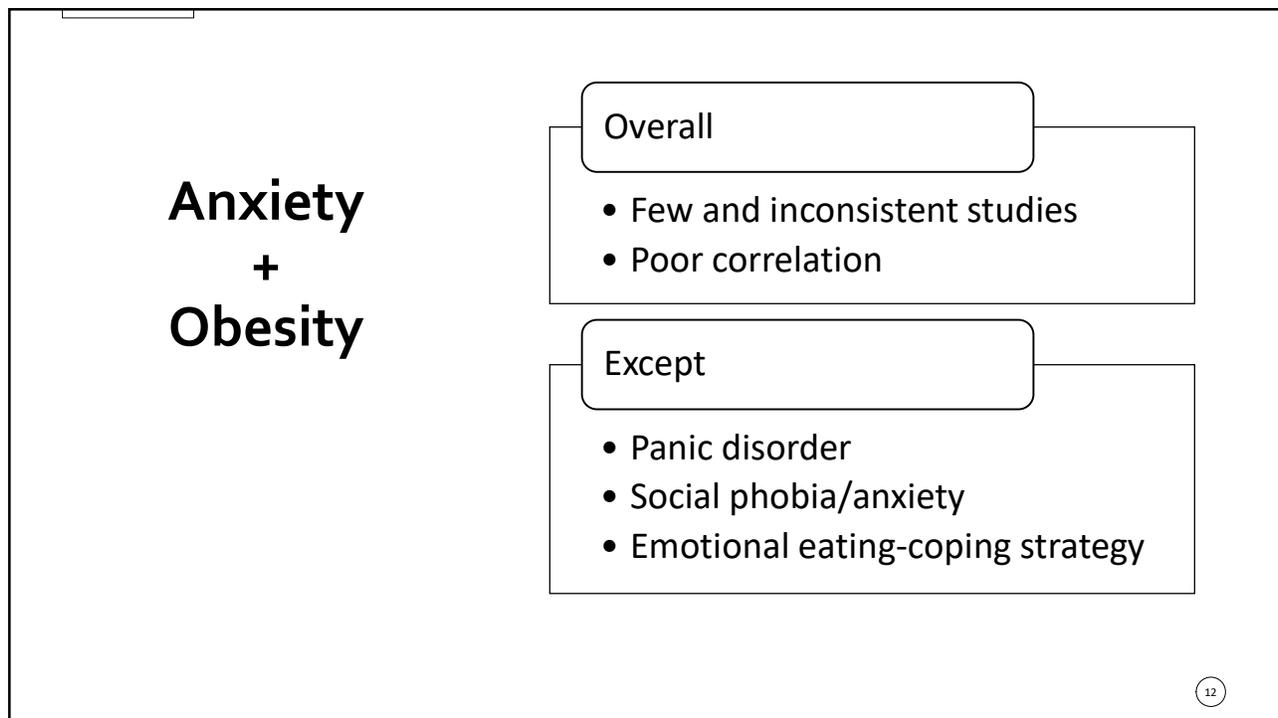 Anxiety
+
Obesity
Overall
• Few and inconsistent studies
• Poor correlation
Except
• Panic disorder
• Social phobia/anxiety
• Emotional eating-coping strategy
12